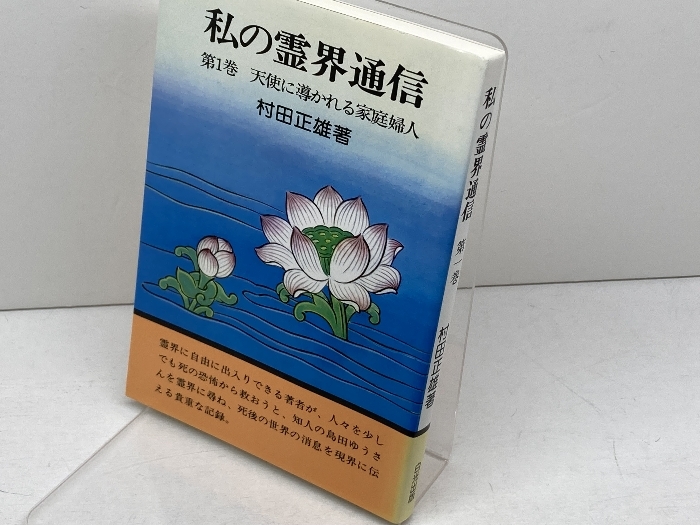 私の霊界通信
第1巻 天使に導かれる家庭婦人
村田正雄著
霊界に自由に出入りできる著者が、人々を少し
でも死の恐怖から救おうと、知人の島田ゆうさ
んを霊界に尋ね、死後の世界の消息を現界に伝
える貴重な記録。
私の霊界通信 第一巻 村田正雄著